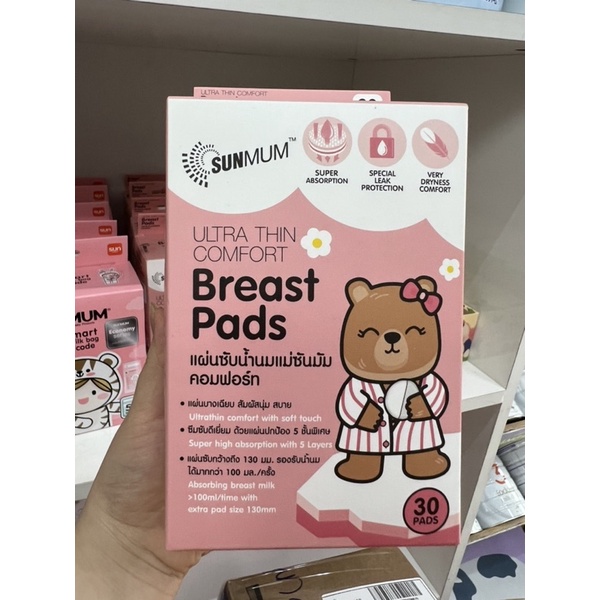 ULTRA THIN COMFORT
SUNMUM™
SUPER
ABSORPTION
SPECIAL
LEAK
PROTECTION
VERY
DRYNESS
COMFORT
ULTRA THIN
COMFORT
Breast
Pads
แผ่นซับน้ำนมแม่ซันมัม
คอมฟอร์ท
• แผ่นบางเฉียบ สัมผัสนุ่ม สบาย
Ultrathin comfort with soft touch
• ซึมซับดีเยี่ยม ด้วยแผ่นปกป้อง 5 ชั้นพิเศษ
Super high absorption with 5 Layers
• แผ่นซับกว้างถึง 130 มม. รองรับน้ำนม
ได้มากกว่า 100 มล./ครั้ง
Absorbing breast milk
>100ml/time with
extra pad size 130mm
30
PADS
Breast
Pads
sun
MUM
Economy